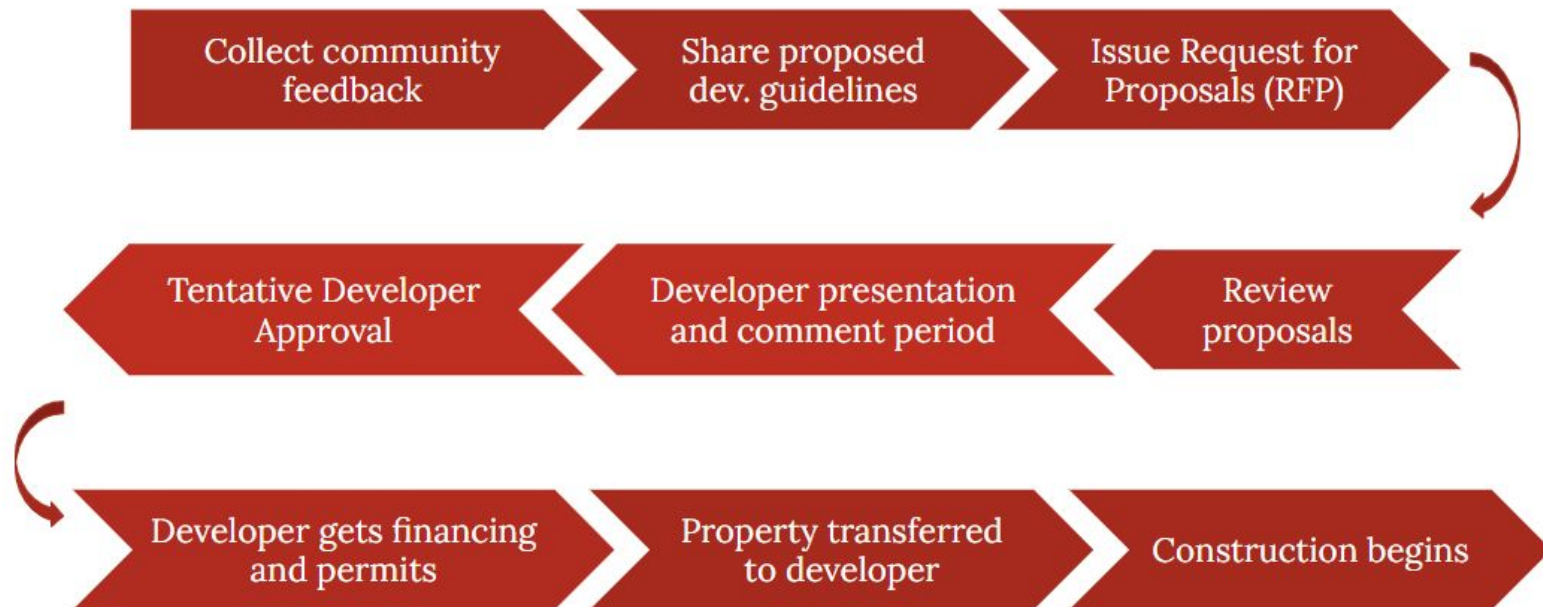 Collect community
feedback
Share proposed
dev. guidelines
Issue Request for
Proposals (RFP)
Review
proposals
Developer presentation
and comment period
Tentative Developer
Approval
Developer gets financing
and permits
Property transferred
to developer
Construction begins